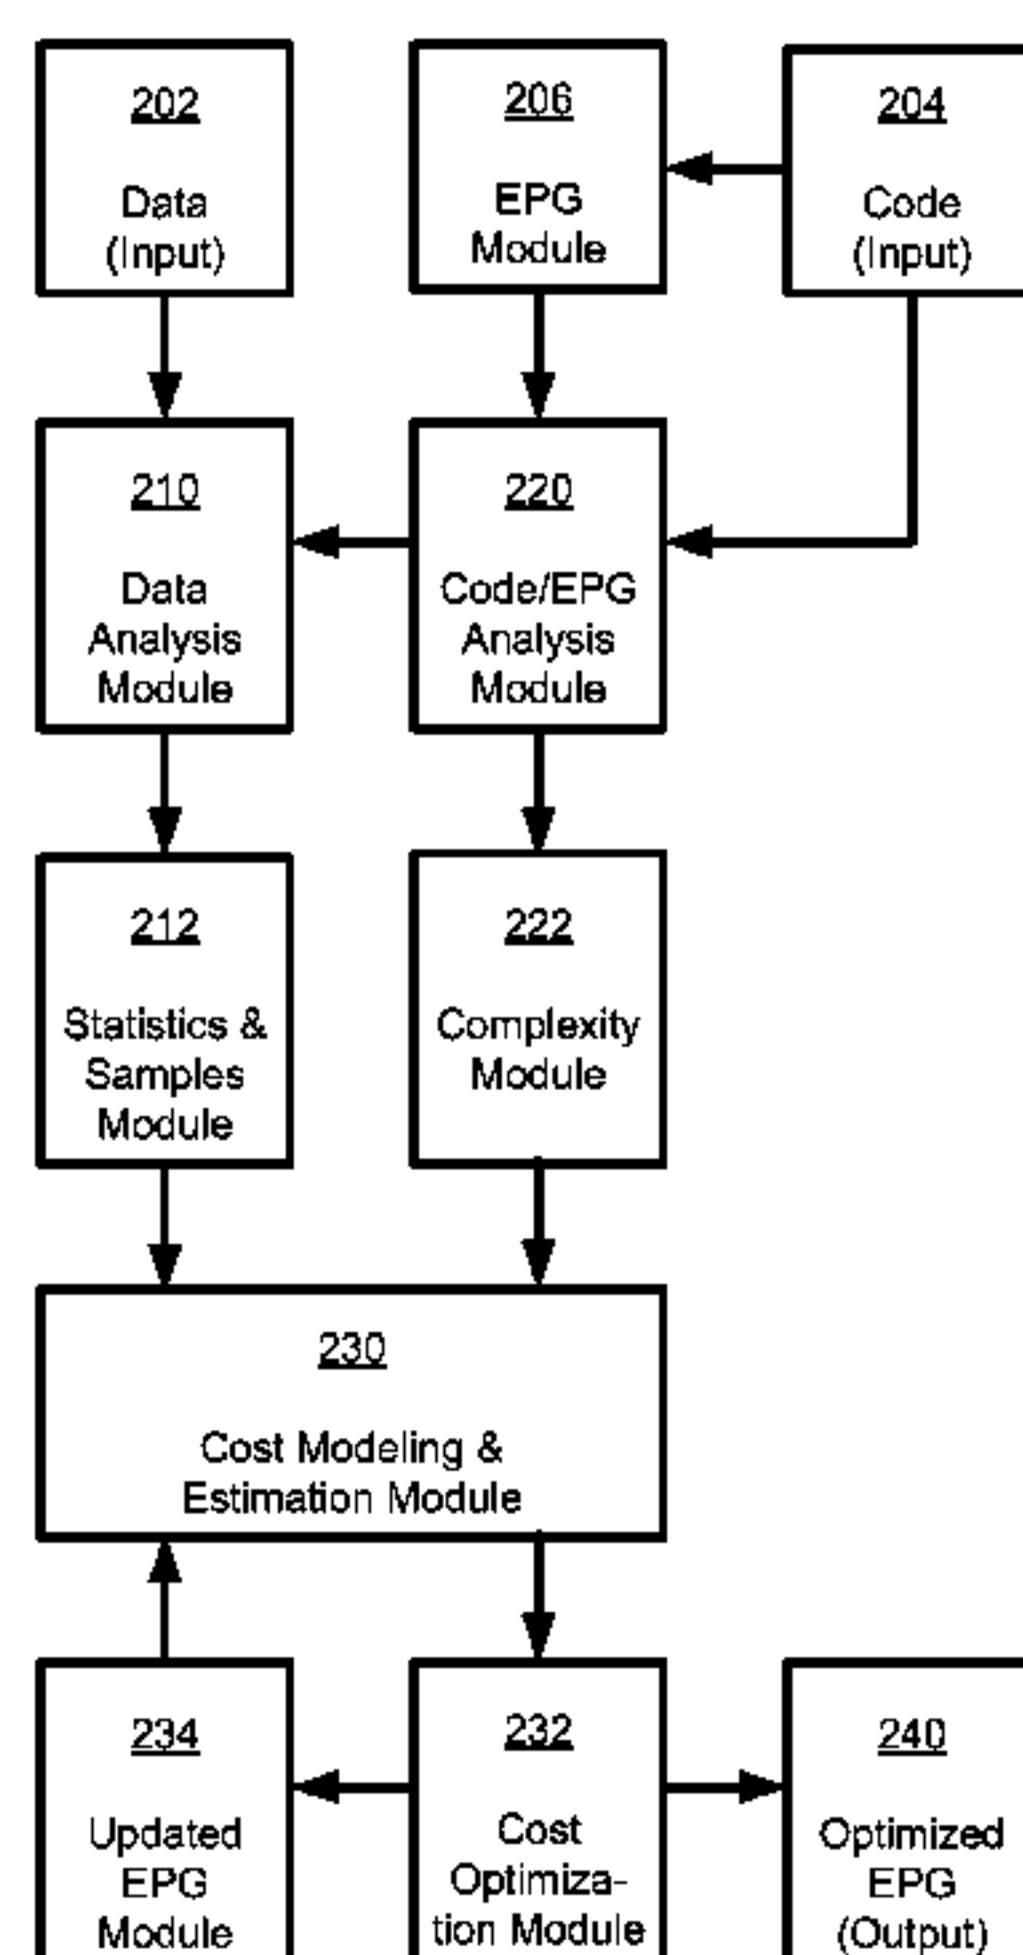 202
Data
(Input)
206
EPG
Module
204
Code
(Input)
210
Data
Analysis
Module
220
Code/EPG
Analysis
Module
212
Statistics &
Samples
Module
222
Complexity
Module
230
Cost Modeling &
Estimation Module
234
Updated
EPG
Module
232
Cost
Optimiza-
tion Module
240
Optimized
EPG
(Output)